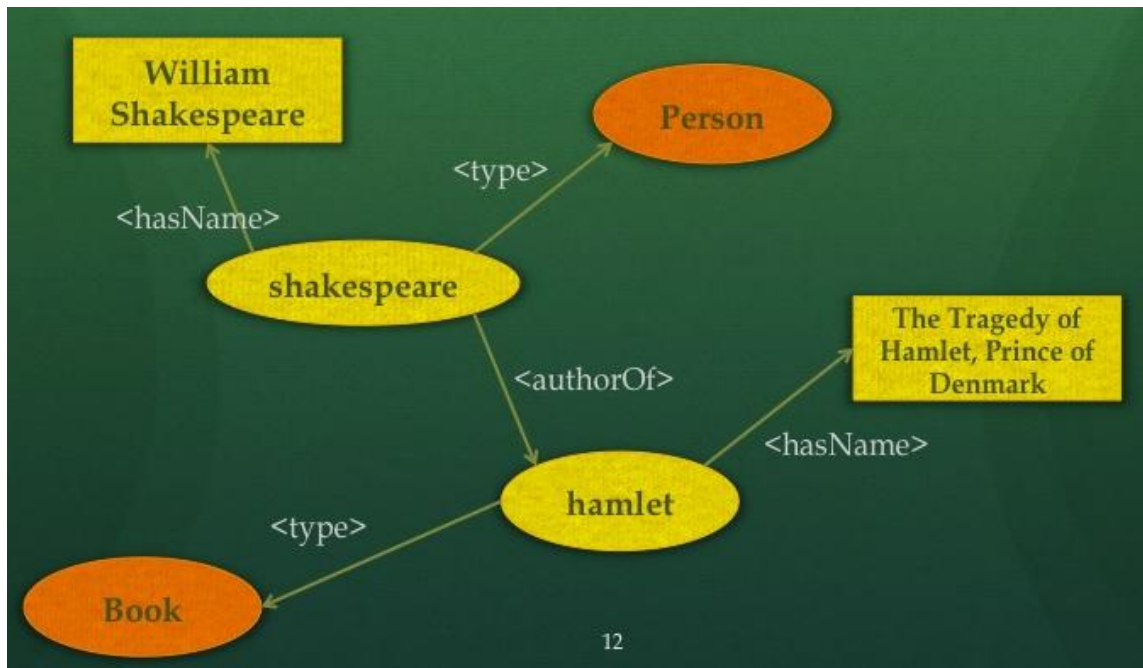 William
Shakespeare
Person
<type>
<hasName>
shakespeare
The Tragedy of
Hamlet, Prince of
Denmark
<authorOf>
<hasName>
hamlet
<type>
Book
12